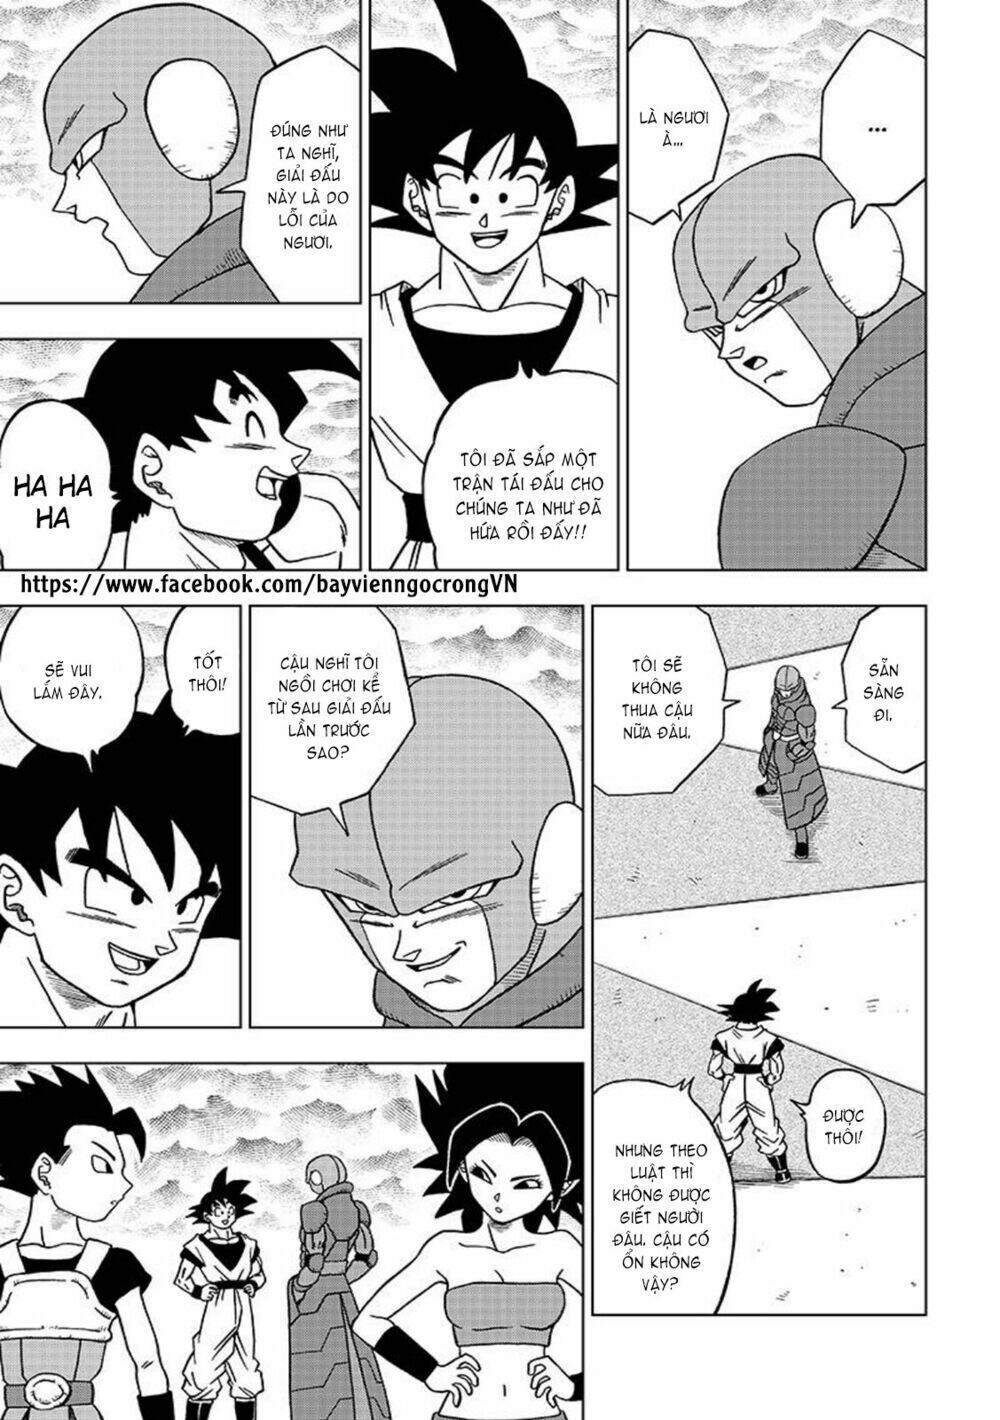 ...
LÀ NGƯƠI
À...
TÔI ĐÃ SẮP MỘT
TRẬN TÁI ĐẤU CHO
CHÚNG TA NHƯ ĐÃ
HỨA RỒI ĐẤY!!
ĐÚNG NHƯ
TA NGHĨ,
GIẢI ĐẤU
NÀY LÀ DO
LỖI CỦA
NGƯƠI.
HA HA
HA
https://www.facebook.com/bayvienngocrongVN
SẴN
SÀNG
ĐI.
TÔI SẼ
KHÔNG
THUA CẬU
NỮA ĐÂU.
ĐƯỢC
THÔI!
NHƯNG THEO
LUẬT THÌ
KHÔNG ĐƯỢC
GIẾT NGƯỜI
ĐÂU. CẬU CÓ
ỔN KHÔNG
VẬY?
CẬU NGHĨ TÔI
NGỒI CHƠI KỂ
TỪ SAU GIẢI ĐẤU
LẦN TRƯỚC
SAO?
TỐT
THÔI!
SẼ VUI
LẮM ĐÂY.